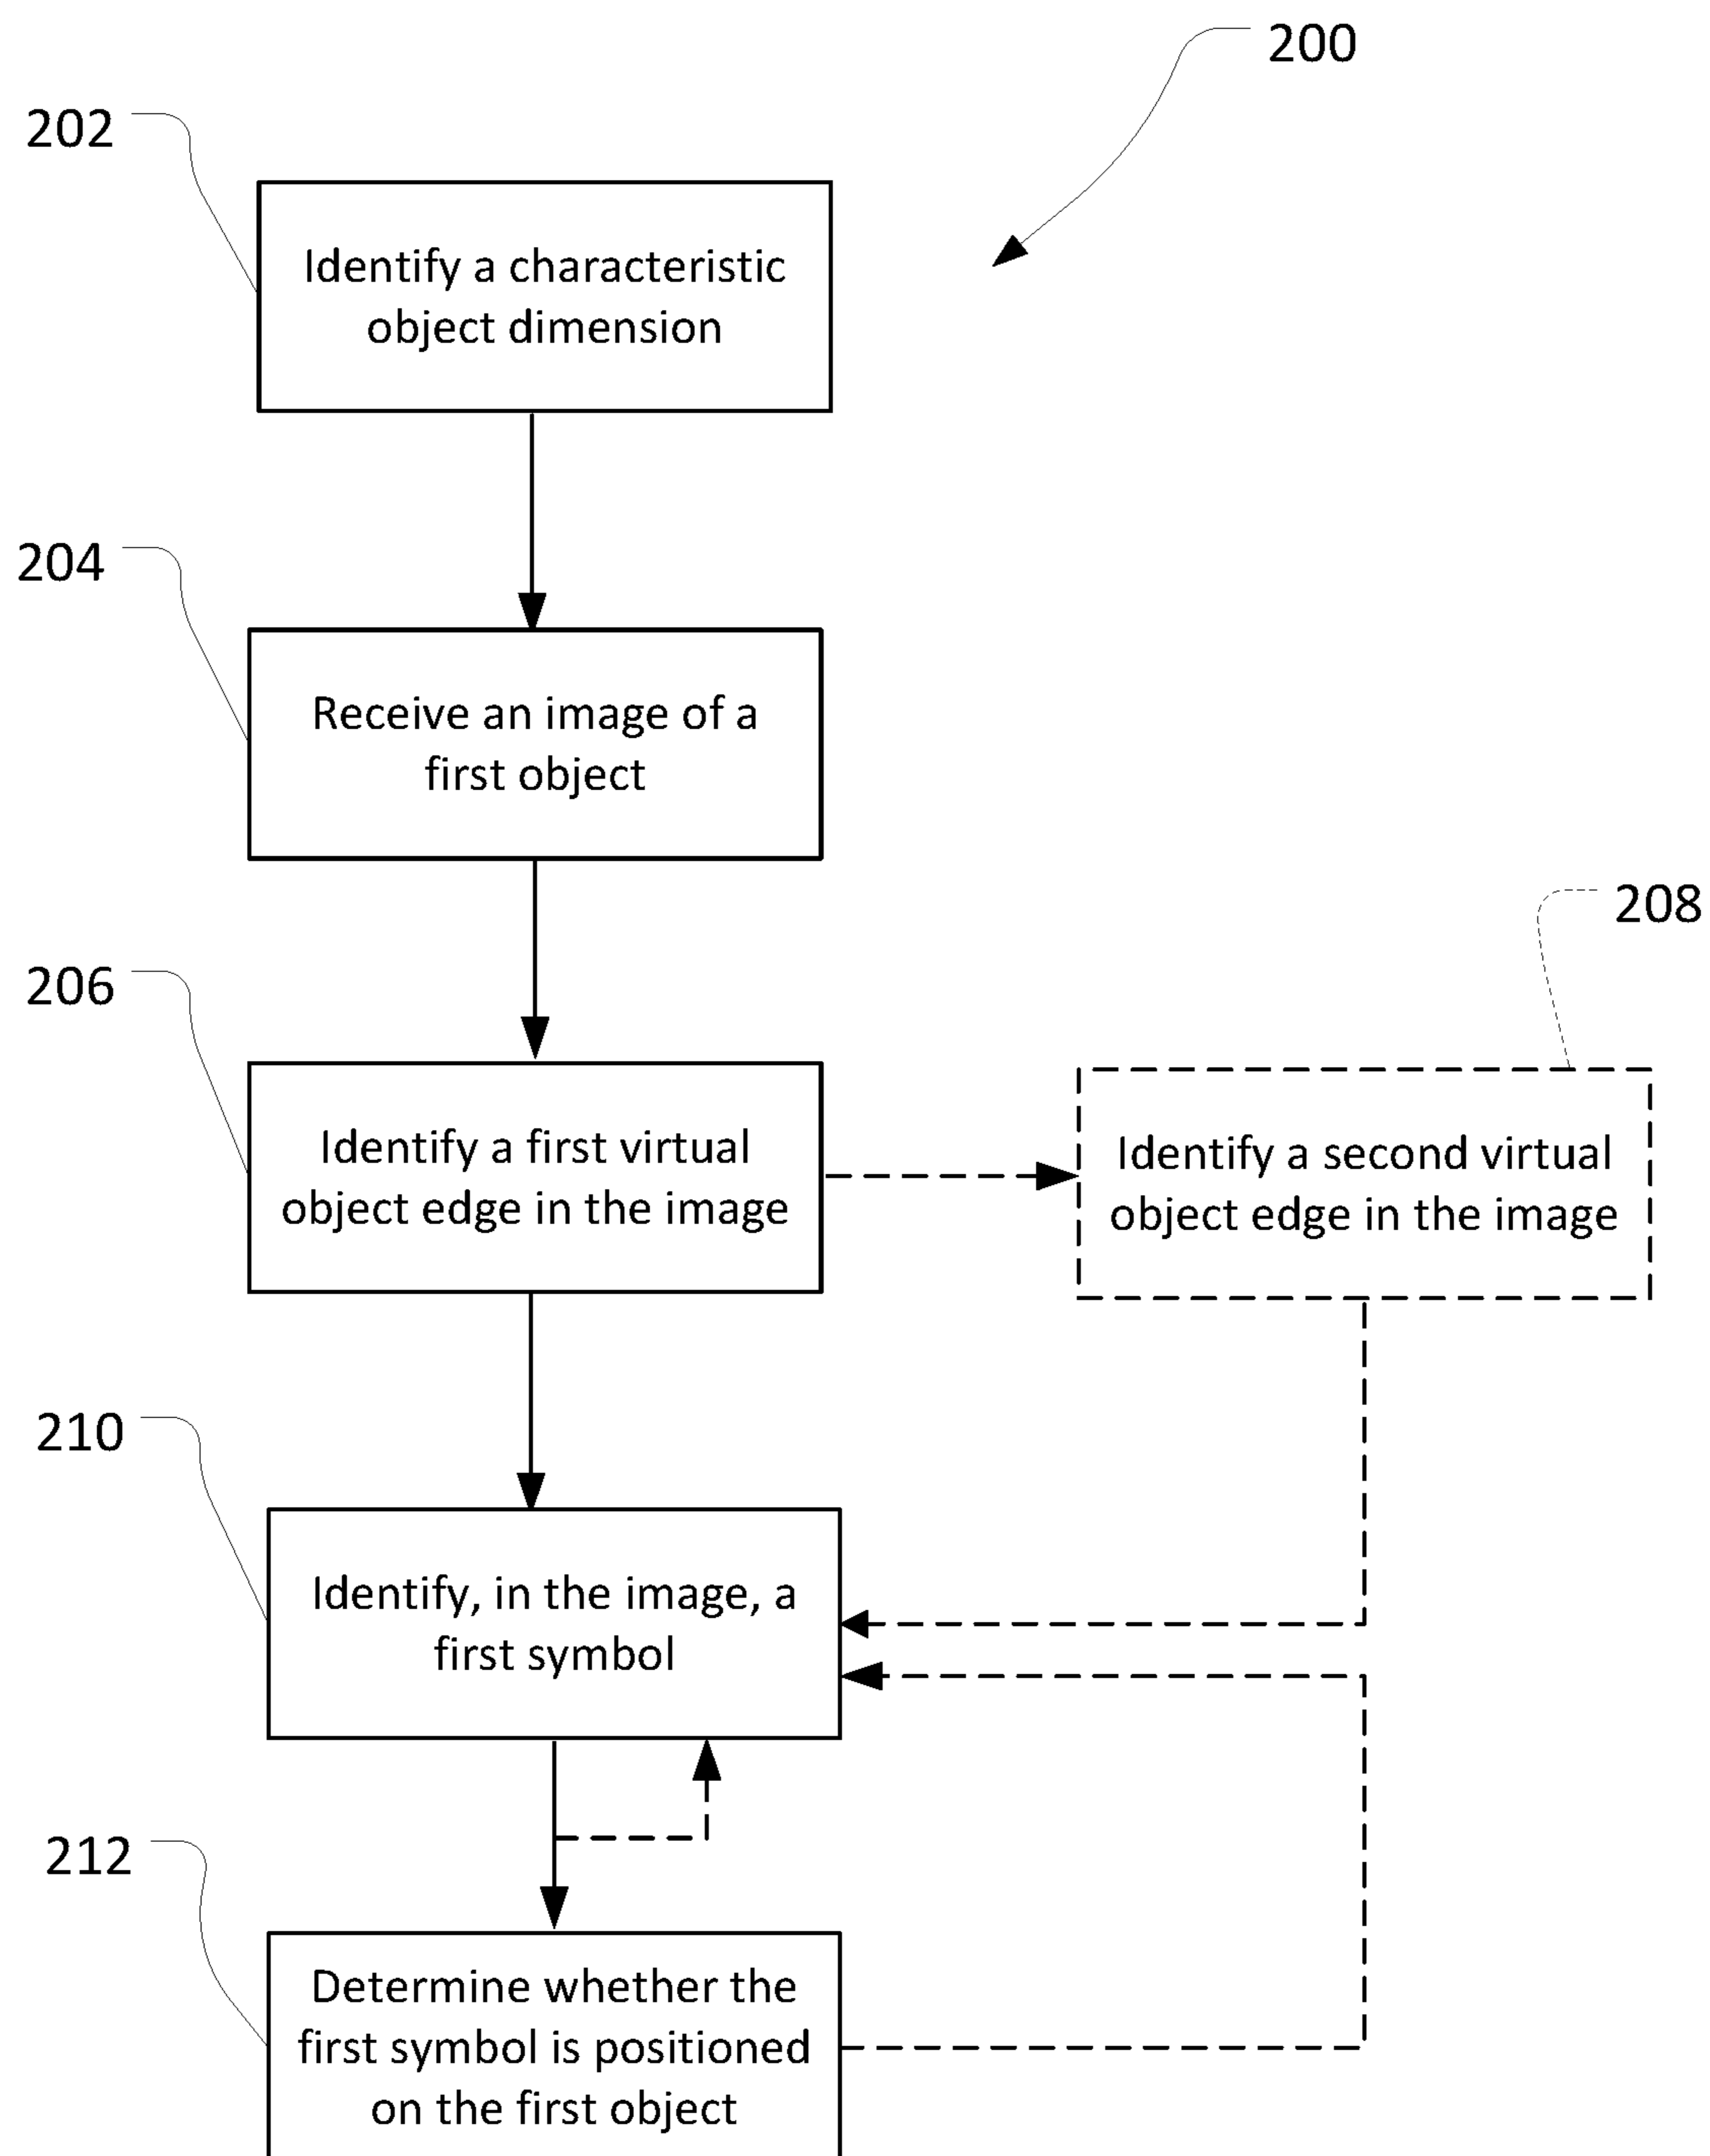 200
202
Identify a characteristic
object dimension
204
Receive an image of a
first object
208
206
Identify a first virtual
object edge in the image
Identify a second virtual
object edge in the image
210
Identify, in the image, a
first symbol
212
Determine whether the
first symbol is positioned
on the first object